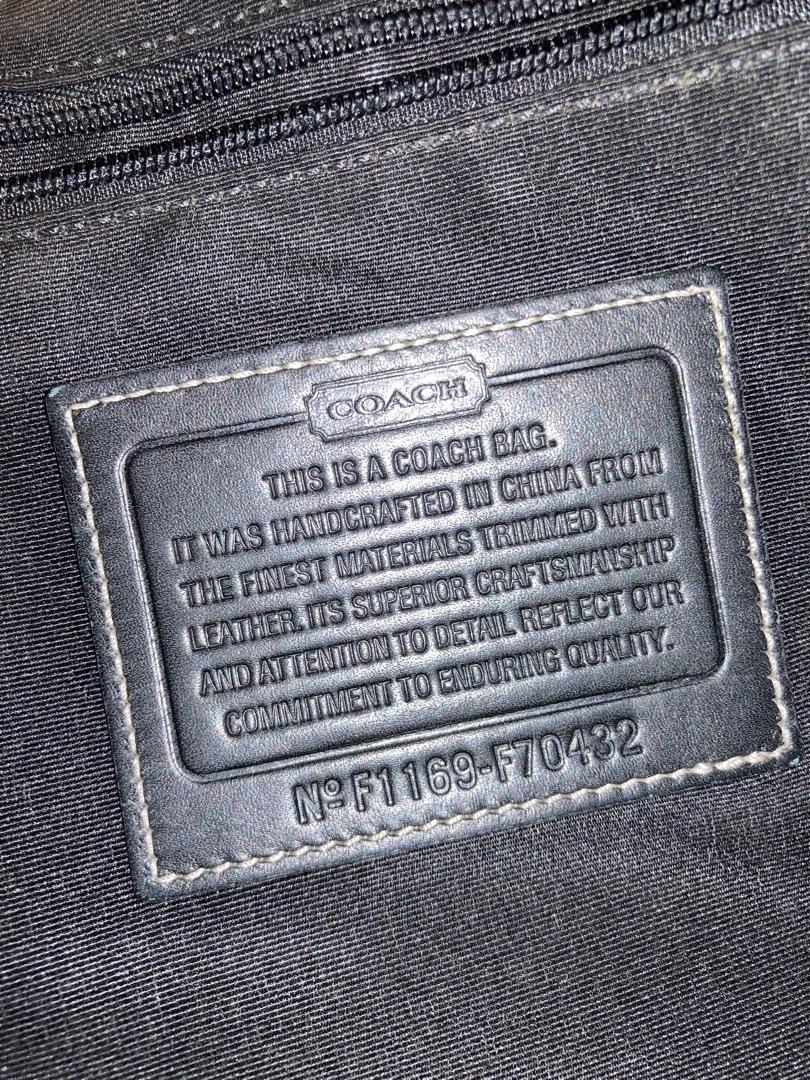 COACH
THIS IS A COACH BAG.
IT WAS HANDCRAFTED IN CHINA FROM
THE FINEST MATERIALS TRIMMED WITH
LEATHER. ITS SUPERIOR CRAFTSMANSHIP
AND ATTENTION TO DETAIL REFLECT OUR
COMMITMENT TO ENDURING QUALITY.
Nº F1169-F70432